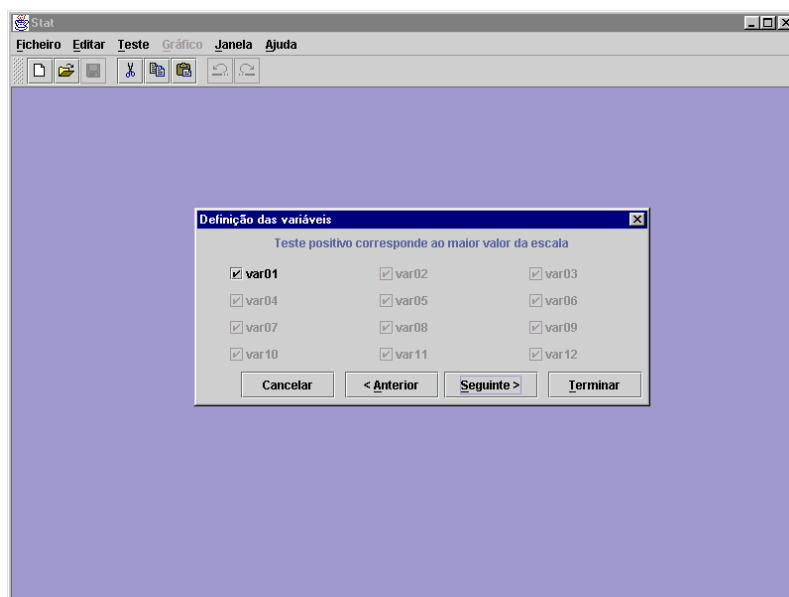 Stat
Ficheiro Editar Teste Gráfico Janela Ajuda
Definição das variáveis
Teste positivo corresponde ao maior valor da escala
var01 var02 var03
var04 var05 var06
var07 var08 var09
var10 var11 var12
Cancelar < Anterior Seguinte > Terminar